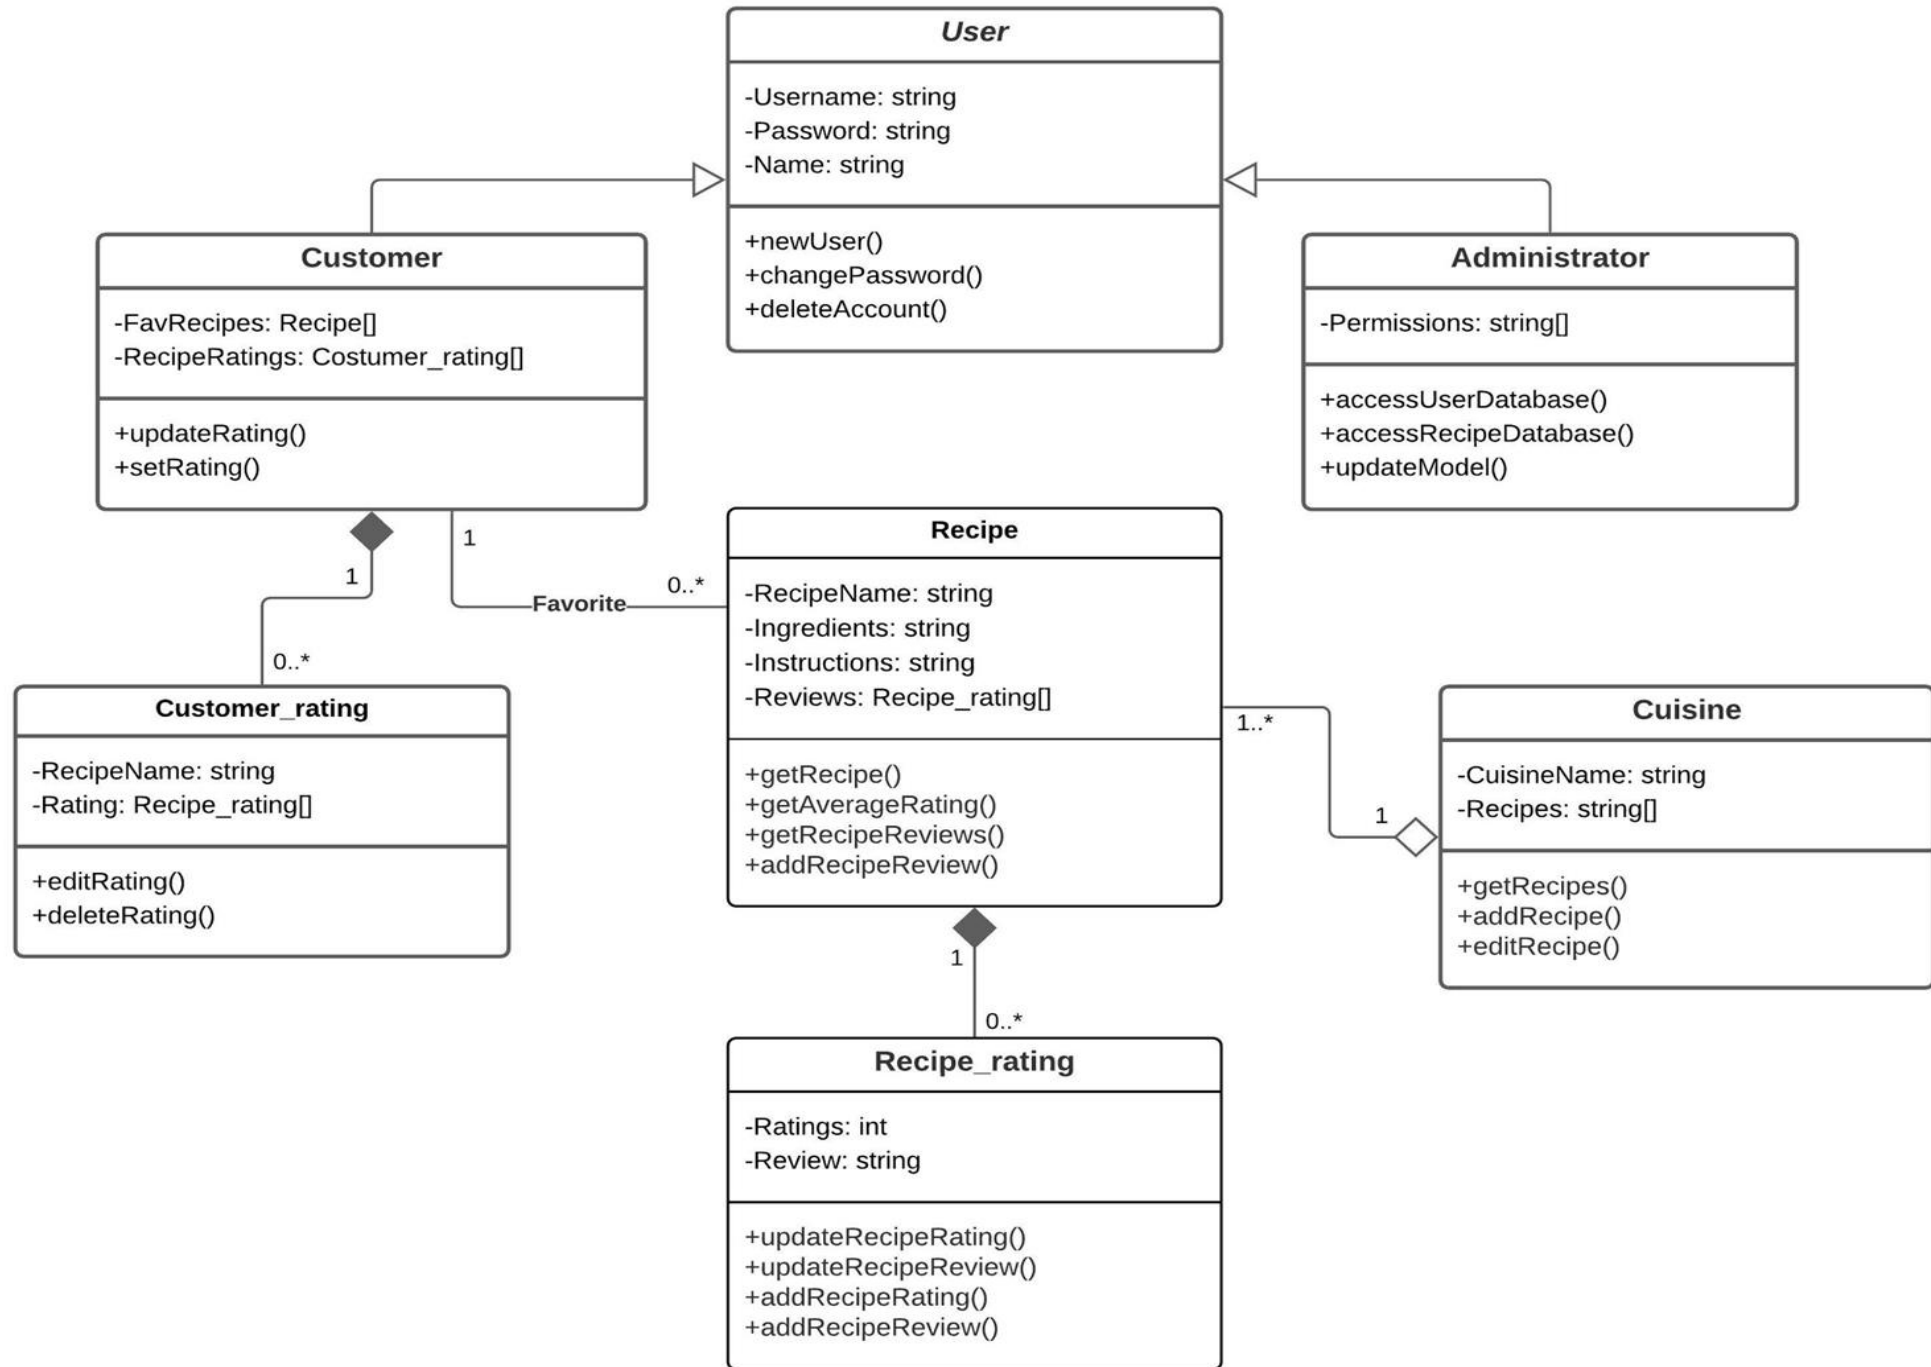 User
-Username: string
-Password: string
-Name: string
+newUser()
+changePassword()
+deleteAccount()
Customer
-FavRecipes: Recipe[]
-RecipeRatings: Costumer_rating[]
+updateRating()
+setRating()
Administrator
-Permissions: string[]
+accessUserDatabase()
+accessRecipeDatabase()
+updateModel()
1
0..*
1
Favorite
0..*
Recipe
-RecipeName: string
-Ingredients: string
-Instructions: string
-Reviews: Recipe_rating[]
+getRecipe()
+getAverageRating()
+getRecipeReviews()
+addRecipeReview()
Customer_rating
-RecipeName: string
-Rating: Recipe_rating[]
+editRating()
+deleteRating()
1..*
1
Cuisine
-CuisineName: string
-Recipes: string[]
+getRecipes()
+addRecipe()
+editRecipe()
1
0..*
Recipe_rating
-Ratings: int
-Review: string
+updateRecipeRating()
+updateRecipeReview()
+addRecipeRating()
+addRecipeReview()